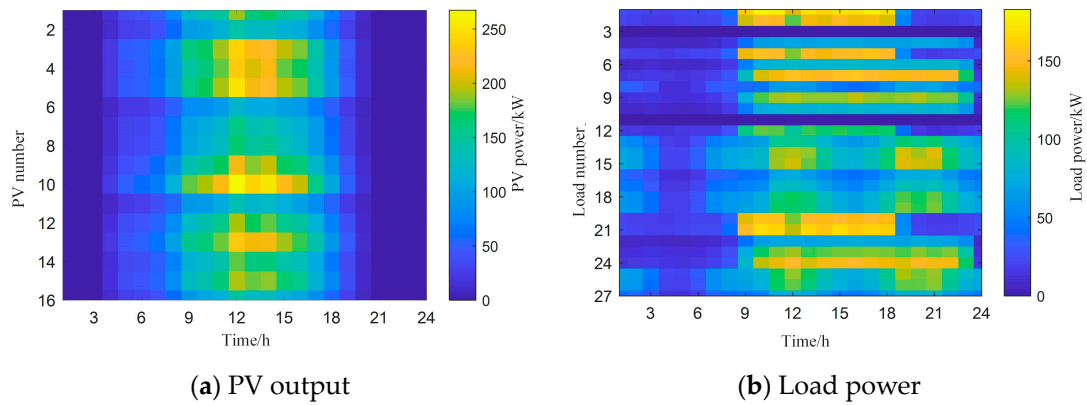 2
4
6
8
10
12
14
16
PV number
3 6 9 12 15 18 21 24
Time/h
250
200
150
100
50
0
PV power/kW
(a) PV output
3
6
9
12
15
18
21
24
27
Load number.
3 6 9 12 15 18 21 24
Time/h
150
100
50
0
Load power/kW
(b) Load power